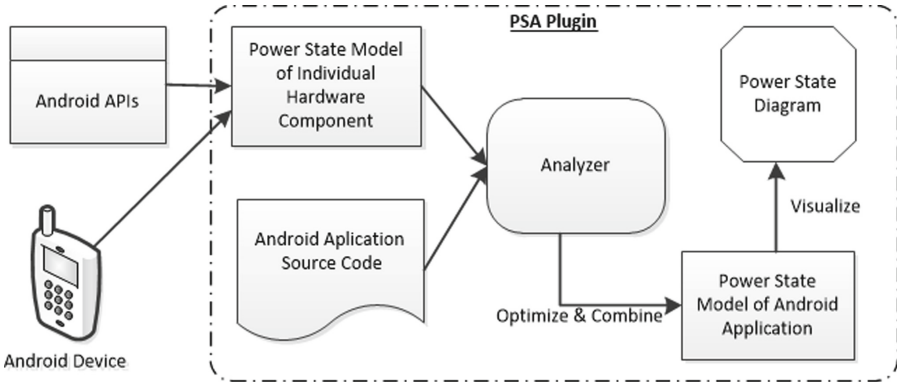 PSA Plugin
Android APIs
Power State Model
of Individual
Hardware
Component
Power State
Diagram
Analyzer
Visualize
Android Aplication
Source Code
Optimize & Combine
Power State
Model of Android
Application
Android Device